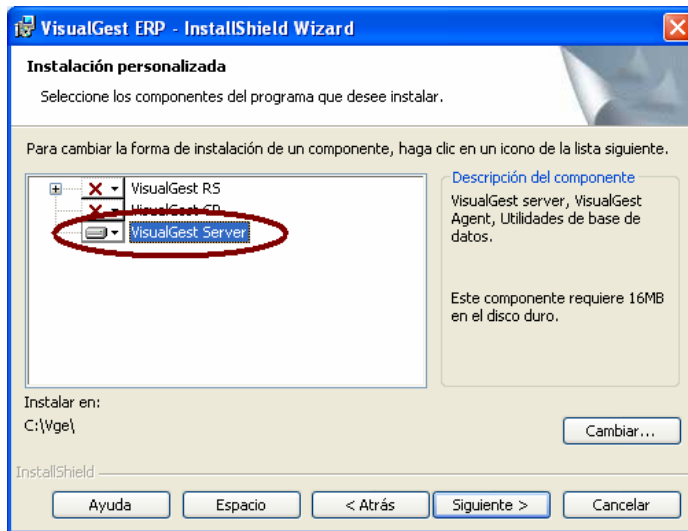 VisualGest ERP - InstallShield Wizard
Instalación personalizada
Seleccione los componentes del programa que desee instalar.
Para cambiar la forma de instalación de un componente, haga clic en un icono de la lista siguiente.
VisualGest RS
VisualGest
VisualGest Server
Descripción del componente
VisualGest server, VisualGest
Agent, Utilidades de base de
datos.
Este componente requiere 16MB
en el disco duro.
Instalar en:
C:\Vge\
Cambiar...
InstallShield
Ayuda
Espacio
< Atrás
Siguiente >
Cancelar